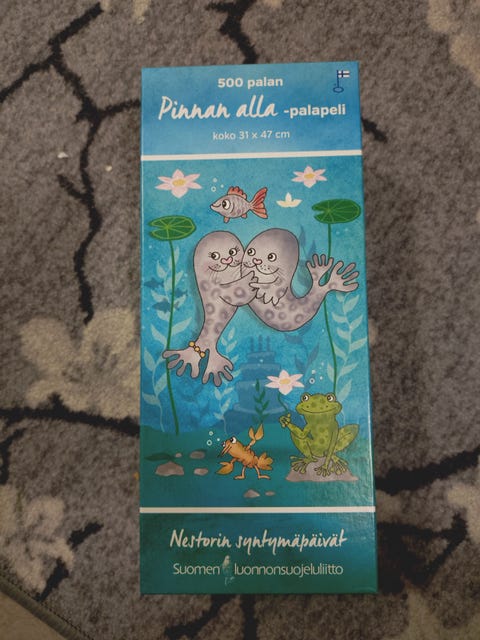 500 palan
Pinnan alla -palapeli
koko 31 x 47 cm
Nestorin syntymäpäivät
Suomen luonnonsuojeluliitto